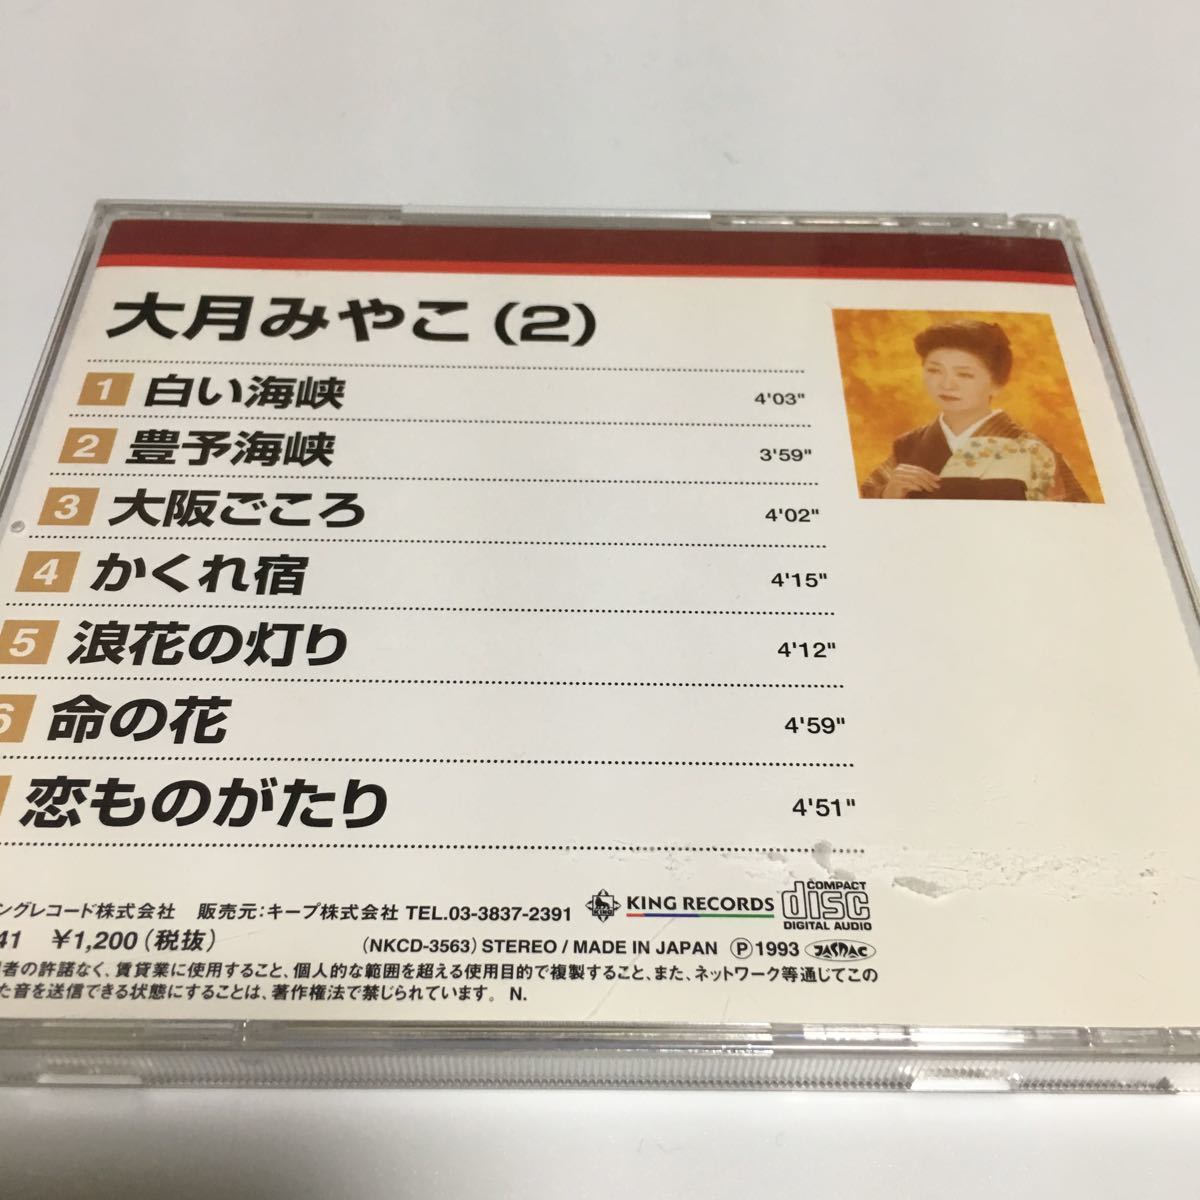 大月みやこ(2)
1 白い海峡 4'03"
2 豊予海峡 3'59"
3 大阪ごころ 4'02"
4 かくれ宿 4'15"
5 浪花の灯り 4'12"
6 命の花 4'59"
恋ものがたり 4'51"
ングレコード株式会社 販売元:キープ株式会社 TEL.03-3837-2391 KING KING RECORDS COMPACT disc DIGITAL AUDIO
41 ¥1,200(税抜) (NKCD-3563) STEREO / MADE IN JAPAN Ⓟ 1993 JASRAC
者の許諾なく、賃貸業に使用すること、個人的な範囲を超える使用目的で複製すること、また、ネットワーク等通じてこの
た音を送信できる状態にすることは、著作権法で禁じられています。 N.